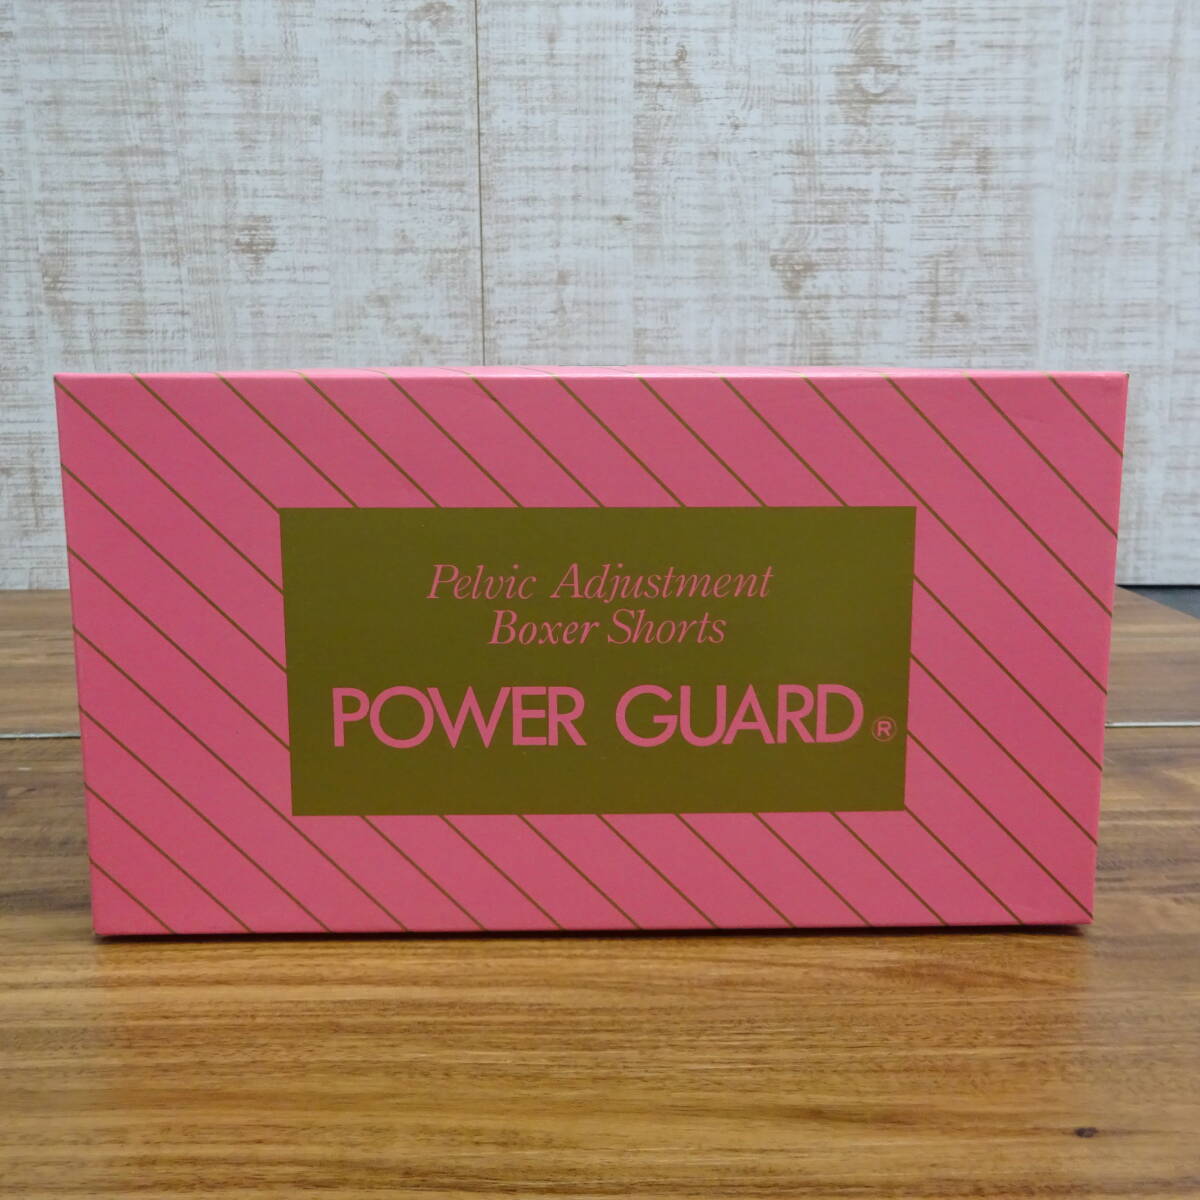 Pelvic Adjustment
Boxer Shorts
POWER GUARD®